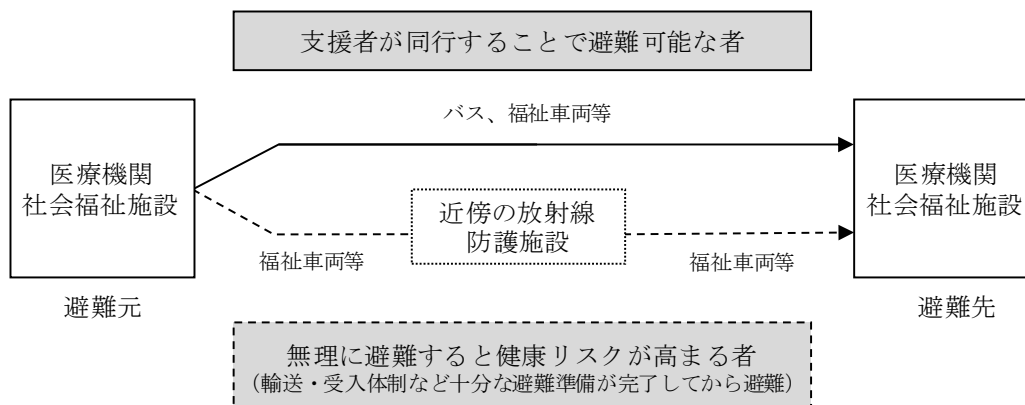 支援者が同行することで避難可能な者
バス、福祉車両等
医療機関
社会福祉施設
医療機関
社会福祉施設
近傍の放射線
防護施設
福祉車両等
福祉車両等
避難元
避難先
無理に避難すると健康リスクが高まる者
（輸送・受入体制など十分な避難準備が完了してから避難）